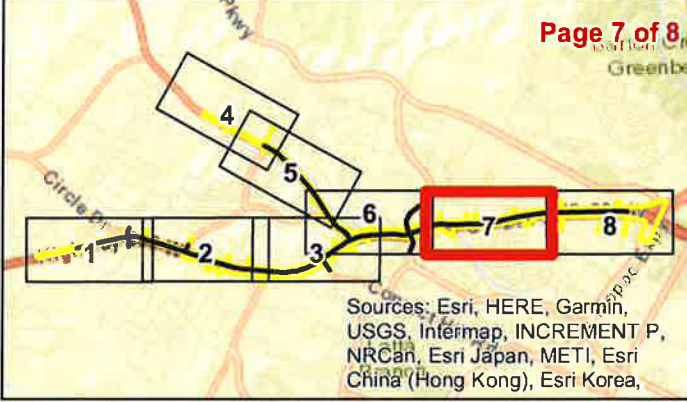 Pkwy
Page 7 of 8
Greenbe
4
5
Circle Dr
6
1
2
3
7
8
Sources: Esri, HERE, Garmin,
USGS, Intermap, INCREMENT P,
NRCan, Esri Japan, METI, Esri
China (Hong Kong), Esri Korea,